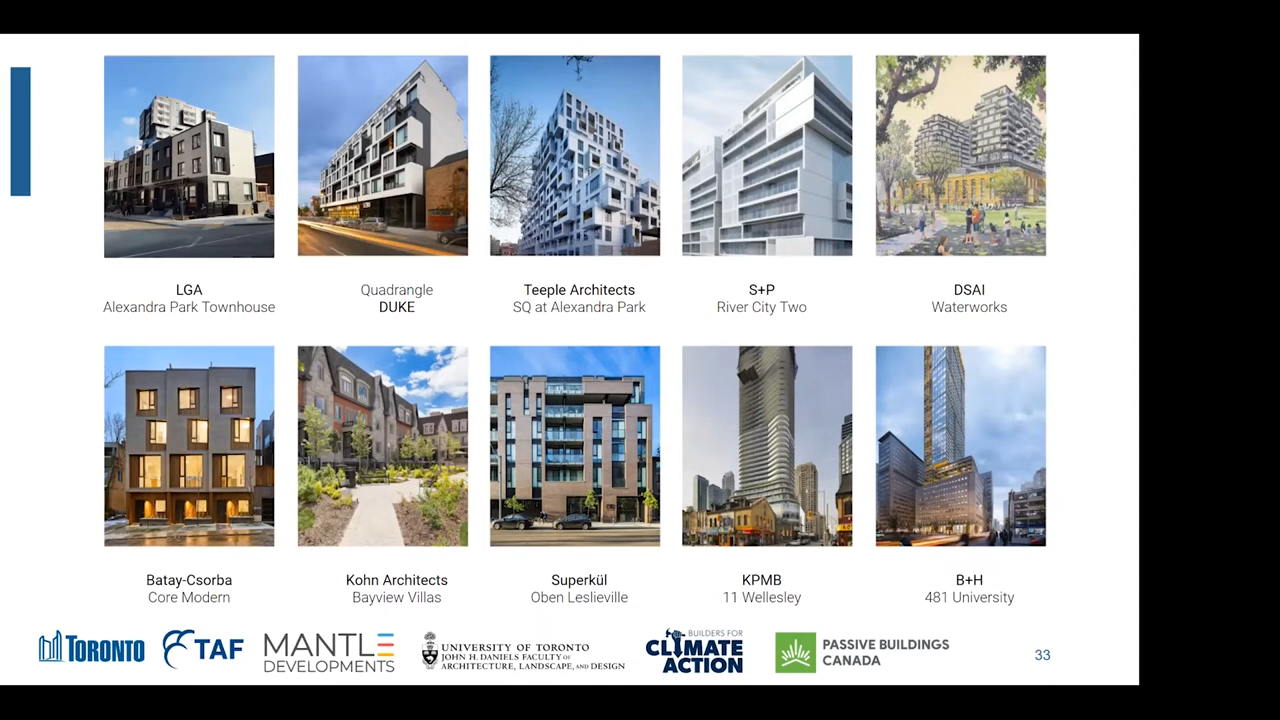 LGA
Alexandra Park Townhouse
Quadrangle
DUKE
Teeple Architects
SQ at Alexandra Park
S+P
River City Two
DSAI
Waterworks
Batay-Csorba
Core Modern
Kohn Architects
Bayview Villas
Superkül
Oben Leslieville
KPMB
11 Wellesley
B+H
481 University
TORONTO
TAF
MANTLE
DEVELOPMENTS
UNIVERSITY OF TORONTO
JOHN H. DANIELS FACULTY OF
ARCHITECTURE, LANDSCAPE, AND DESIGN
BUILDERS FOR
CLIMATE
ACTION
PASSIVE BUILDINGS
CANADA
33